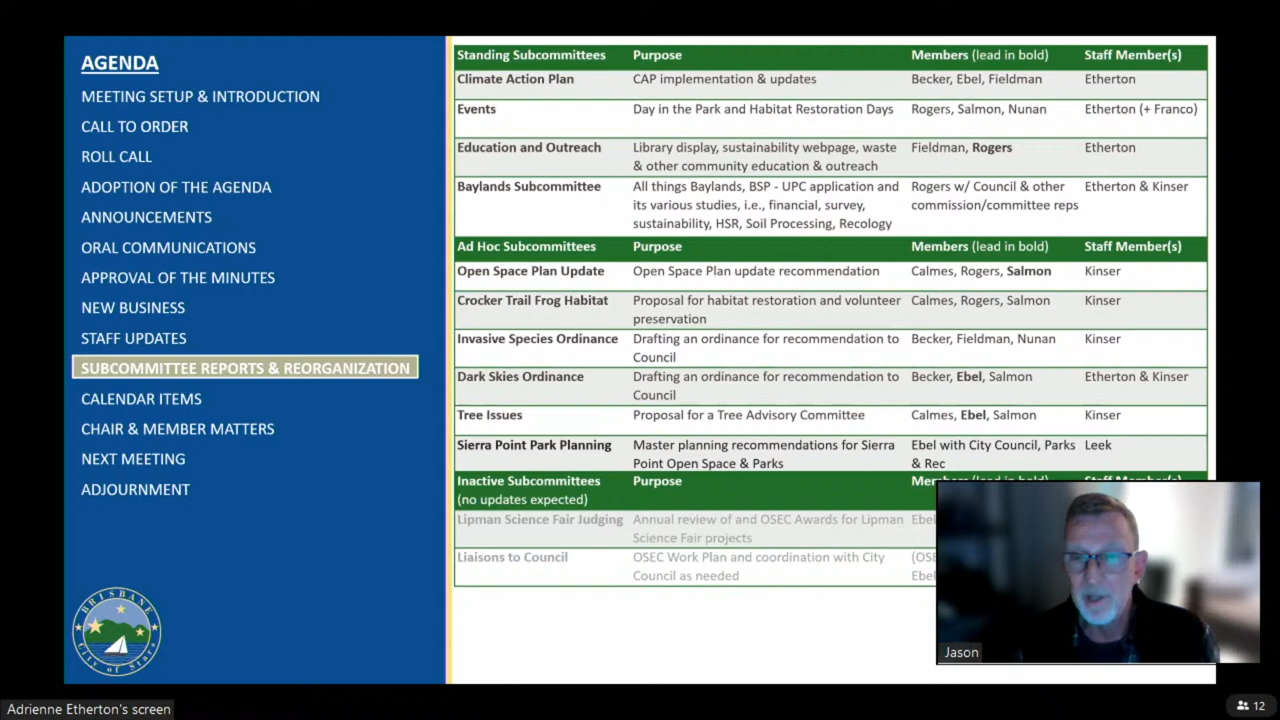 AGENDA
MEETING SETUP & INTRODUCTION
CALL TO ORDER
ROLL CALL
ADOPTION OF THE AGENDA
ANNOUNCEMENTS
ORAL COMMUNICATIONS
APPROVAL OF THE MINUTES
NEW BUSINESS
STAFF UPDATES
SUBCOMMITTEE REPORTS & REORGANIZATION
CALENDAR ITEMS
CHAIR & MEMBER MATTERS
NEXT MEETING
ADJOURNMENT
BRISBANE
City of Stars
Standing Subcommittees Purpose Members (lead in bold) Staff Member(s)
Climate Action Plan CAP implementation & updates Becker, Ebel, Fieldman Etherton
Events Day in the Park and Habitat Restoration Days Rogers, Salmon, Nunan Etherton (+ Franco)
Education and Outreach Library display, sustainability webpage, waste Fieldman, Rogers Etherton
& other community education & outreach
Baylands Subcommittee All things Baylands, BSP - UPC application and Rogers w/ Council & other Etherton & Kinser
its various studies, i.e., financial, survey, commission/committee reps
sustainability, HSR, Soil Processing, Recology
Ad Hoc Subcommittees Purpose Members (lead in bold) Staff Member(s)
Open Space Plan Update Open Space Plan update recommendation Calmes, Rogers, Salmon Kinser
Crocker Trail Frog Habitat Proposal for habitat restoration and volunteer Calmes, Rogers, Salmon Kinser
preservation
Invasive Species Ordinance Drafting an ordinance for recommendation to Becker, Fieldman, Nunan Kinser
Council
Dark Skies Ordinance Drafting an ordinance for recommendation to Becker, Ebel, Salmon Etherton & Kinser
Council
Tree Issues Proposal for a Tree Advisory Committee Calmes, Ebel, Salmon Kinser
Sierra Point Park Planning Master planning recommendations for Sierra Ebel with City Council, Parks Leek
Point Open Space & Parks & Rec
Inactive Subcommittees Purpose Members (lead in bold) Staff Member(s)
(no updates expected)
Lipman Science Fair Judging Annual review of and OSEC Awards for Lipman Ebel
Science Fair projects
Liaisons to Council OSEC Work Plan and coordination with City (OSE
Council as needed Ebel
Jason
Adrienne Etherton's screen
12